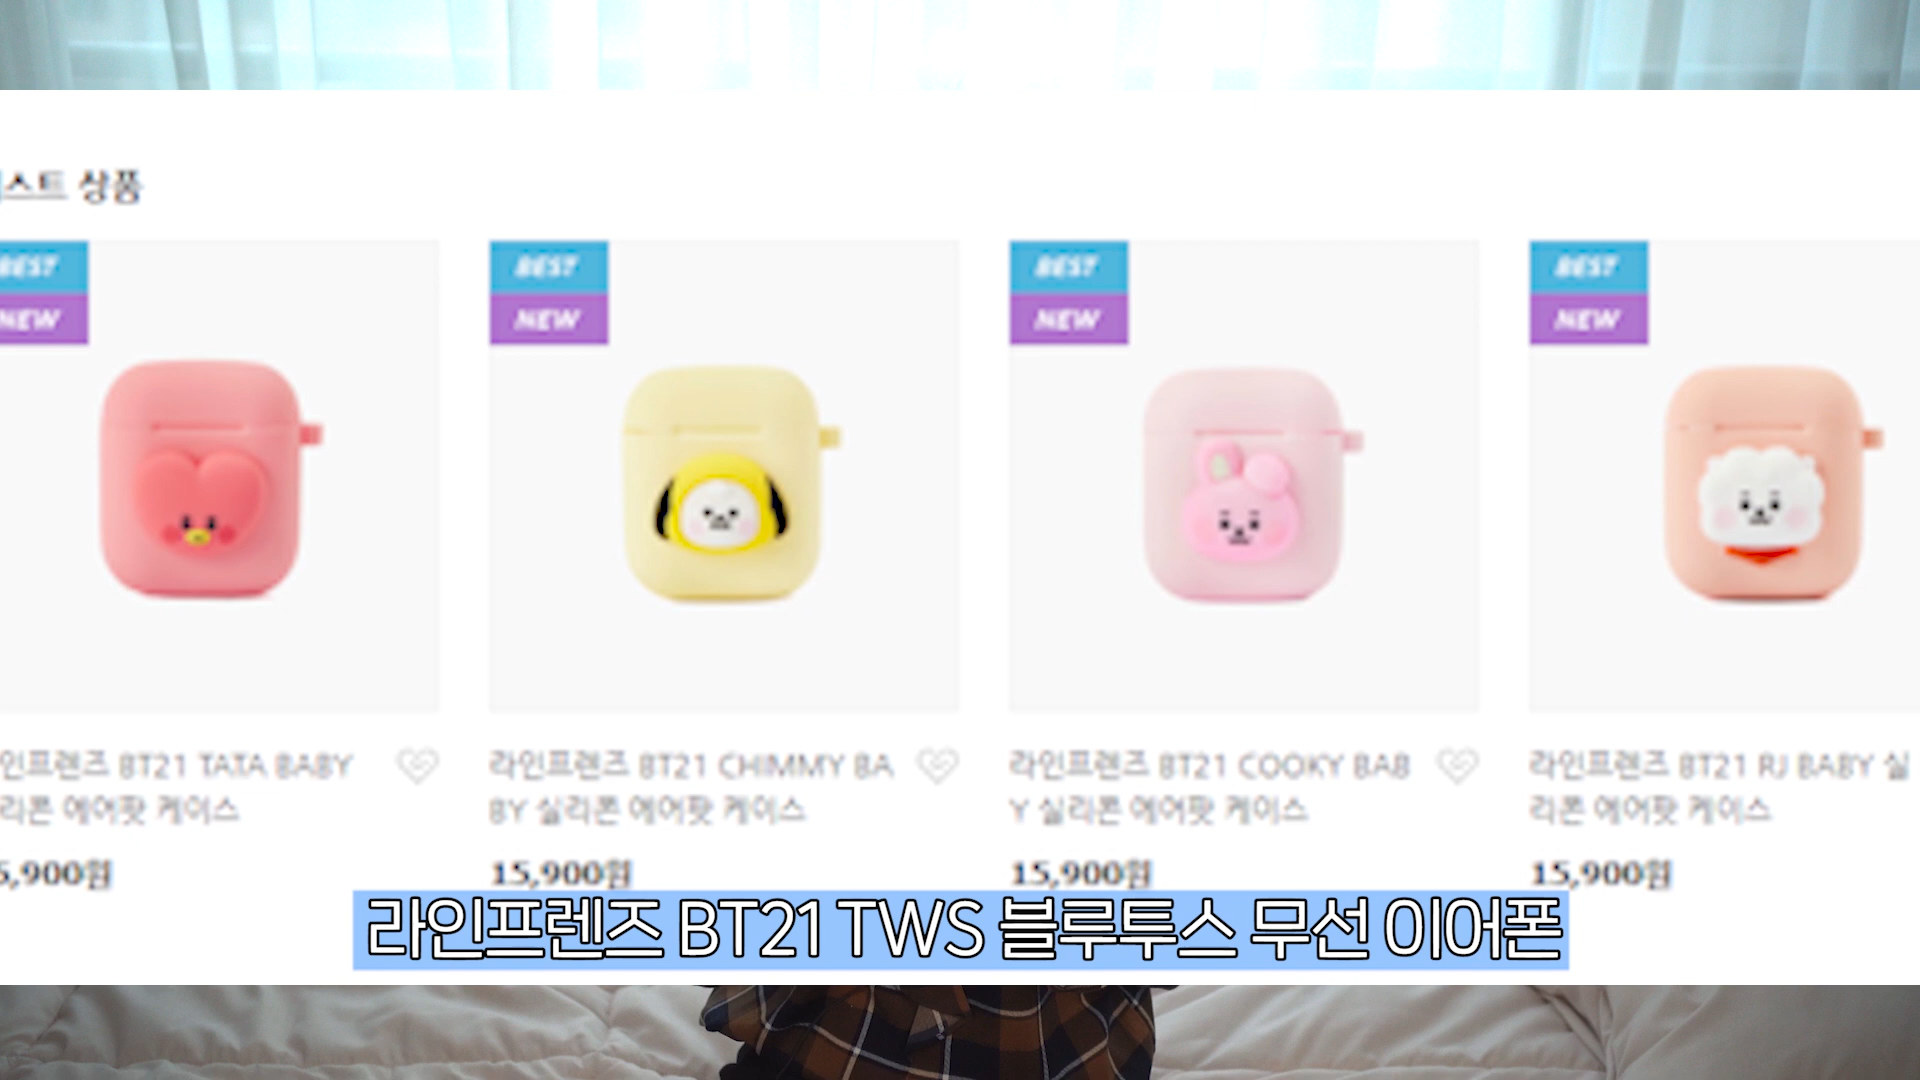 스트 상품
BEST
NEW
BEST
NEW
BEST
NEW
BEST
NEW
인프렌즈 BT21 TATA BABY
리콘 에어팟 케이스
5,900원
라인프렌즈 BT21 CHIMMY BA
BY 실리콘 에어팟 케이스
15,900원
라인프렌즈 BT21 COOKY BAB
Y 실리콘 에어팟 케이스
15,900원
라인프렌즈 BT21 RJ BABY 실
리콘 에어팟 케이스
15,900원
라인프렌즈 BT21 TWS 블루투스 무선 이어폰